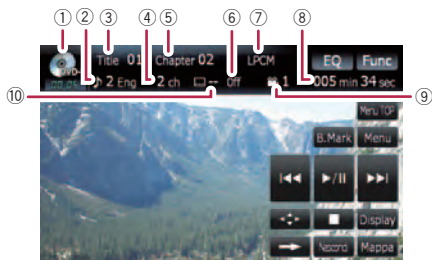 ① ② ③ ④ ⑤ ⑥ ⑦ ⑧
Title 01 Chapter 02 LPCM EQ Func
2 Eng 2 ch -- Off 1 005 min 34 sec
⑩ ⑨
Menu TOP
B.Mark Menu
Display
Mappa